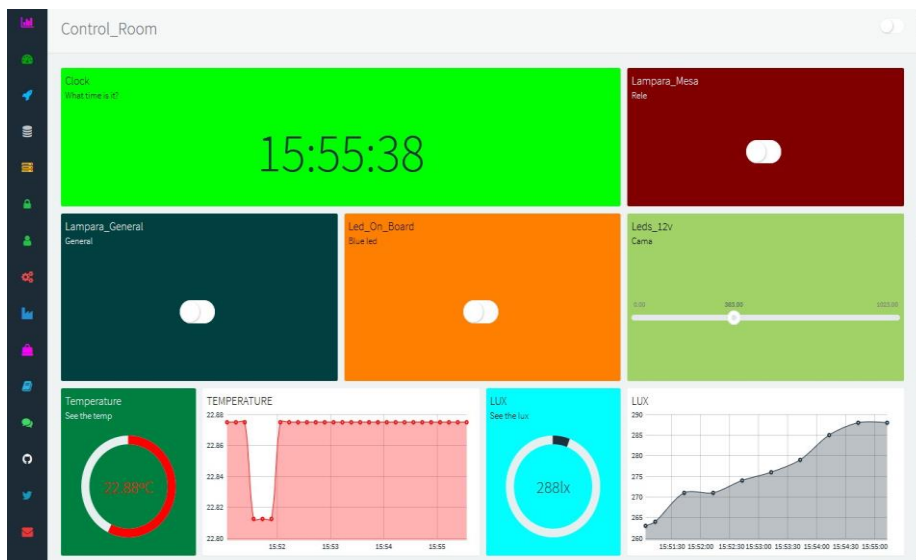 Control_Room
Clock
What time is it?
15:55:38
Lampara_Mesa
Rele
Lampara_General
General
Led_On_Board
Blue led
Leds_12v
Cama
0.00 383.00 1023.00
Temperature
See the temp
22.88ºC
TEMPERATURE
22.88
22.86
22.84
22.82
22.80
15:52 15:53 15:54 15:55
LUX
See the lux
288lx
LUX
290
285
280
275
270
265
260
15:51:30 15:52:00 15:52:30 15:53:00 15:53:30 15:54:00 15:54:30 15:55:00